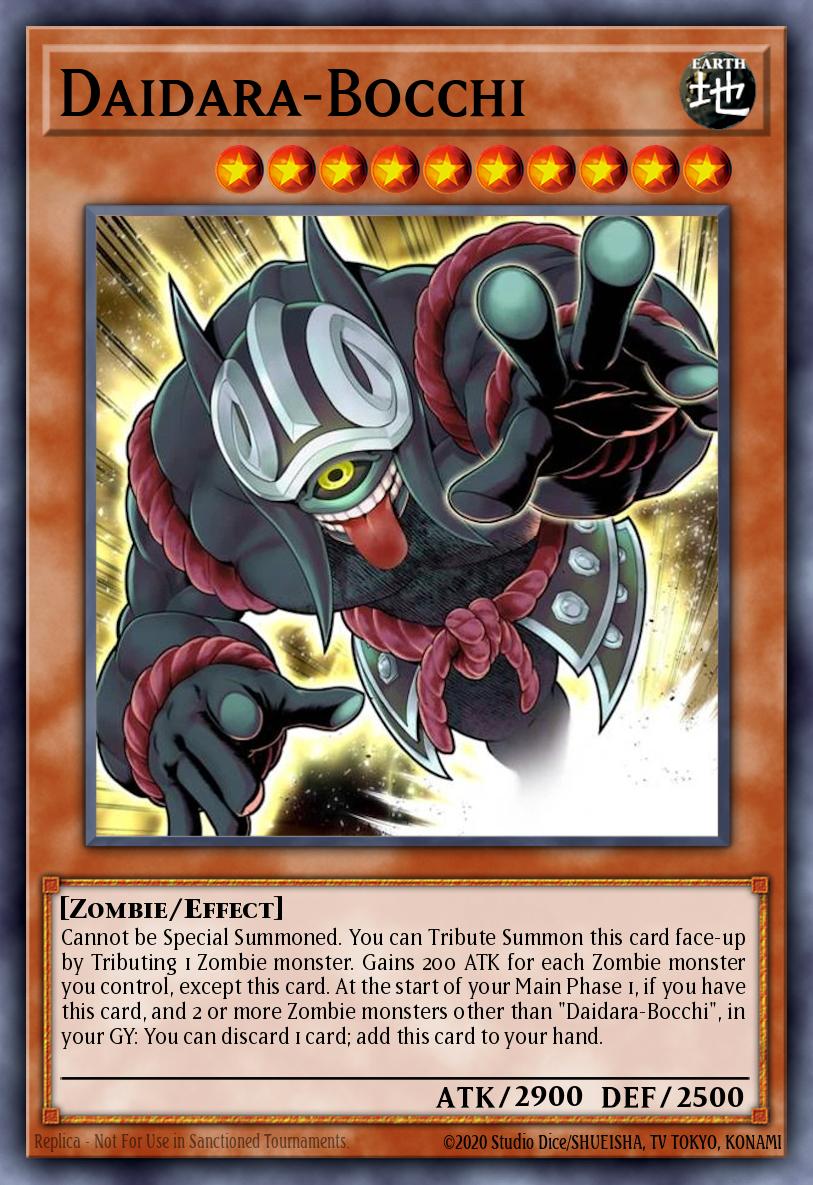 Daidara-Bocchi
EARTH
地
[Zombie/Effect]
Cannot be Special Summoned. You can Tribute Summon this card face-up
by Tributing 1 Zombie monster. Gains 200 ATK for each Zombie monster
you control, except this card. At the start of your Main Phase 1, if you have
this card, and 2 or more Zombie monsters other than "Daidara-Bocchi", in
your GY: You can discard 1 card; add this card to your hand.
ATK/2900 DEF/2500
Replica - Not For Use in Sanctioned Tournaments.
©2020 Studio Dice/SHUEISHA, TV TOKYO, KONAMI